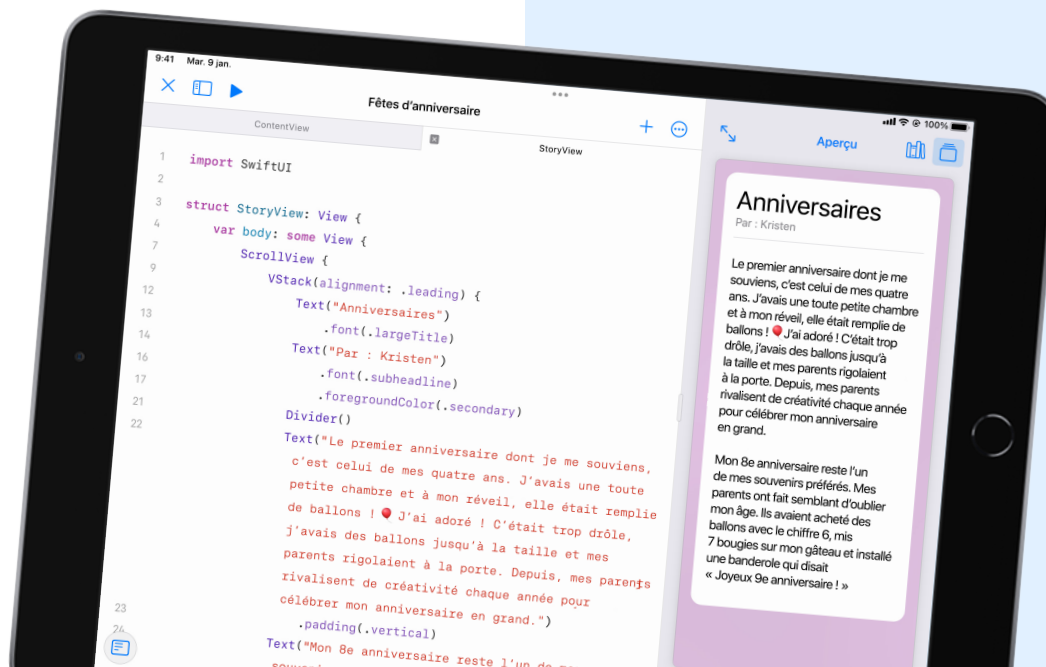 9:41 Mar. 9 jan.
100%
Fêtes d'anniversaire
Aperçu
ContentView
StoryView
1 import SwiftUI
2
3 struct StoryView: View {
4 var body: some View {
7 ScrollView {
9 VStack(alignment: .leading) {
12 Text("Anniversaires")
13 .font(.largeTitle)
14 Text("Par : Kristen")
16 .font(.subheadline)
17 .foregroundColor(.secondary)
21 Divider()
22 Text("Le premier anniversaire dont je me souviens,
c'est celui de mes quatre ans. J'avais une toute
petite chambre et à mon réveil, elle était remplie
de ballons ! 🎈 J'ai adoré ! C'était trop drôle,
j'avais des ballons jusqu'à la taille et mes
parents rigolaient à la porte. Depuis, mes parents
rivalisent de créativité chaque année pour
célébrer mon anniversaire en grand.")
23 .padding(.vertical)
24 Text("Mon 8e anniversaire reste l'un de
Anniversaires
Par : Kristen
Le premier anniversaire dont je me
souviens, c'est celui de mes quatre
ans. J'avais une toute petite chambre
et à mon réveil, elle était remplie de
ballons ! 🎈 J'ai adoré ! C'était trop
drôle, j'avais des ballons jusqu'à
la taille et mes parents rigolaient
à la porte. Depuis, mes parents
rivalisent de créativité chaque année
pour célébrer mon anniversaire
en grand.
Mon 8e anniversaire reste l'un
de mes souvenirs préférés. Mes
parents ont fait semblant d'oublier
mon âge. Ils avaient acheté des
ballons avec le chiffre 6, mis
7 bougies sur mon gâteau et installé
une banderole qui disait
« Joyeux 9e anniversaire ! »